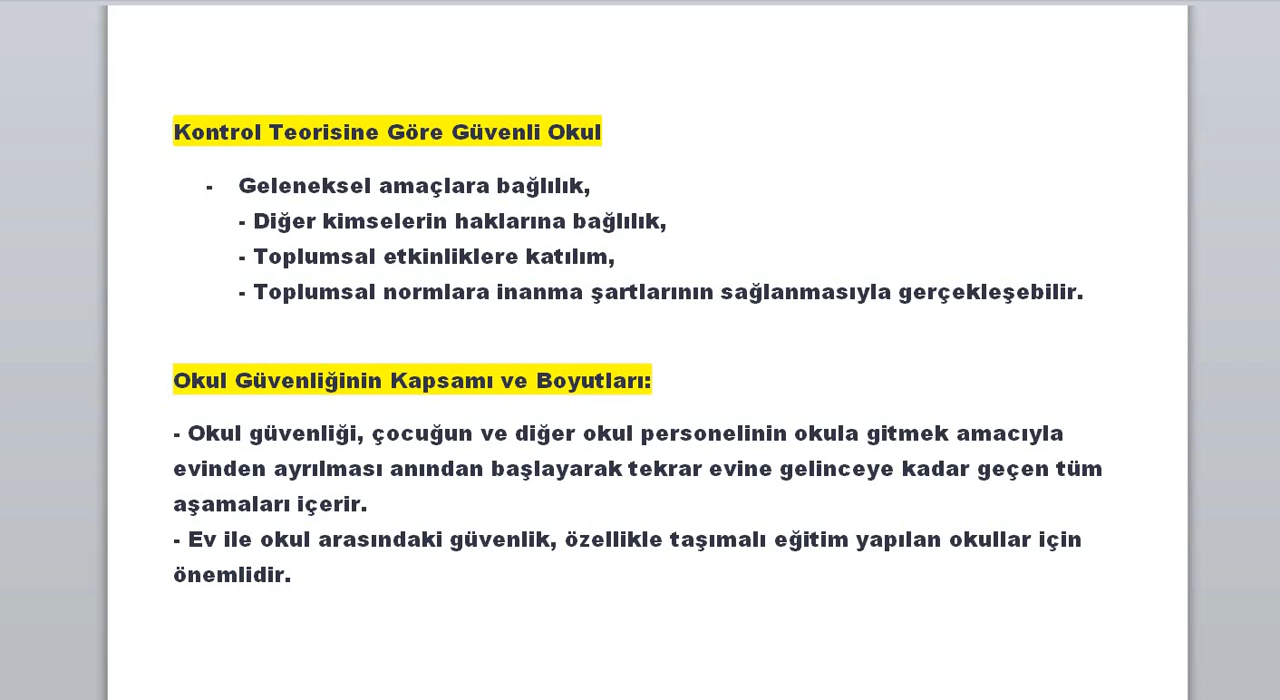 Kontrol Teorisine Göre Güvenli Okul
- Geleneksel amaçlara bağlılık,
- Diğer kimselerin haklarına bağlılık,
- Toplumsal etkinliklere katılım,
- Toplumsal normlara inanma şartlarının sağlanmasıyla gerçekleşebilir.
Okul Güvenliğinin Kapsamı ve Boyutları:
- Okul güvenliği, çocuğun ve diğer okul personelinin okula gitmek amacıyla
evinden ayrılması anından başlayarak tekrar evine gelinceye kadar geçen tüm
aşamaları içerir.
- Ev ile okul arasındaki güvenlik, özellikle taşımalı eğitim yapılan okullar için
önemlidir.